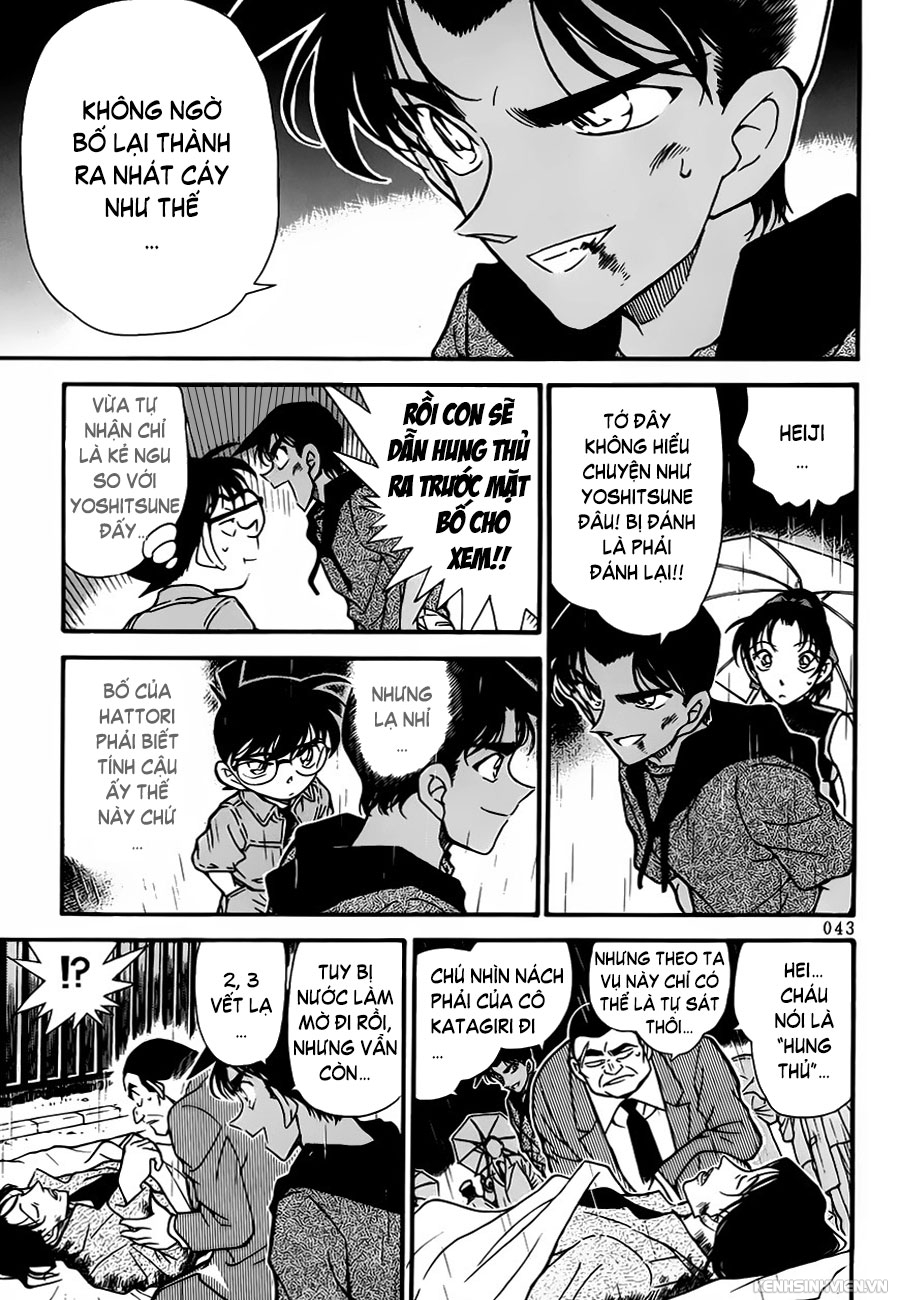 KHÔNG NGỜ
BỐ LẠI THÀNH
RA NHÁT CÁY
NHƯ THẾ
...
HEIJI
...
TỚ ĐÂY
KHÔNG HIỂU
CHUYỆN NHƯ
YOSHITSUNE
ĐÂU! BỊ ĐÁNH
LÀ PHẢI
ĐÁNH LẠI!!
RỒI CON SẼ
DẪN HUNG THỦ
RA TRƯỚC MẶT
BỐ CHO
XEM!!
VỪA TỰ
NHẬN CHỈ
LÀ KẺ NGU
SO VỚI
YOSHITSUNE
ĐẤY...
NHƯNG
LẠ NHỈ
...
BỐ CỦA
HATTORI
PHẢI BIẾT
TÍNH CẬU
ẤY THẾ
NÀY CHỨ
...
043
HEI...
CHÁU
NÓI LÀ
"HUNG
THỦ"...
NHƯNG THEO TA
VỤ NÀY CHỈ CÓ
THỂ LÀ TỰ SÁT
THÔI...
CHÚ NHÌN NÁCH
PHẢI CỦA CÔ
KATAGIRI ĐI
...
TUY BỊ
NƯỚC LÀM
MỜ ĐI RỒI,
NHƯNG VẪN
CÒN...
2, 3
VẾT LẠ
...
!?
KENHSINHVIEN.VN